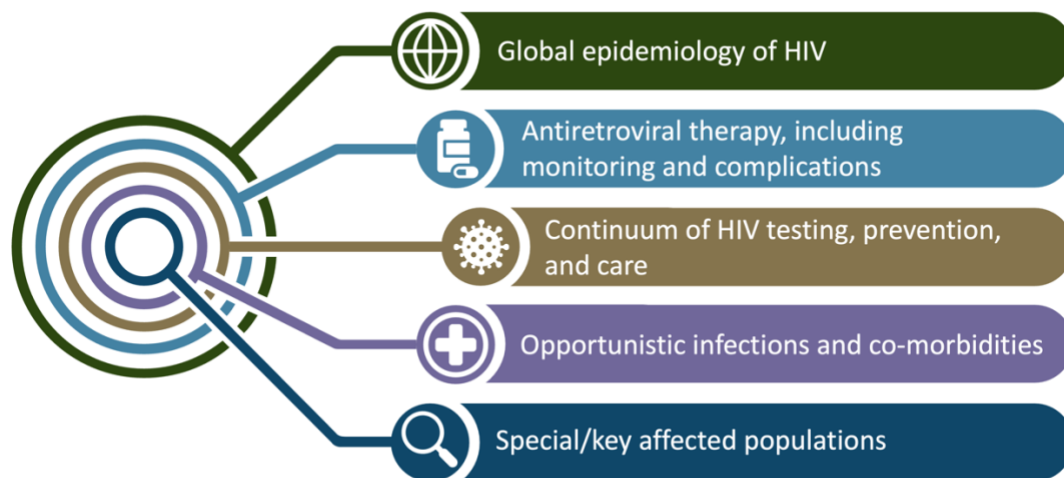 Global epidemiology of HIV
Antiretroviral therapy, including
monitoring and complications
Continuum of HIV testing, prevention,
and care
Opportunistic infections and co-morbidities
Special/key affected populations